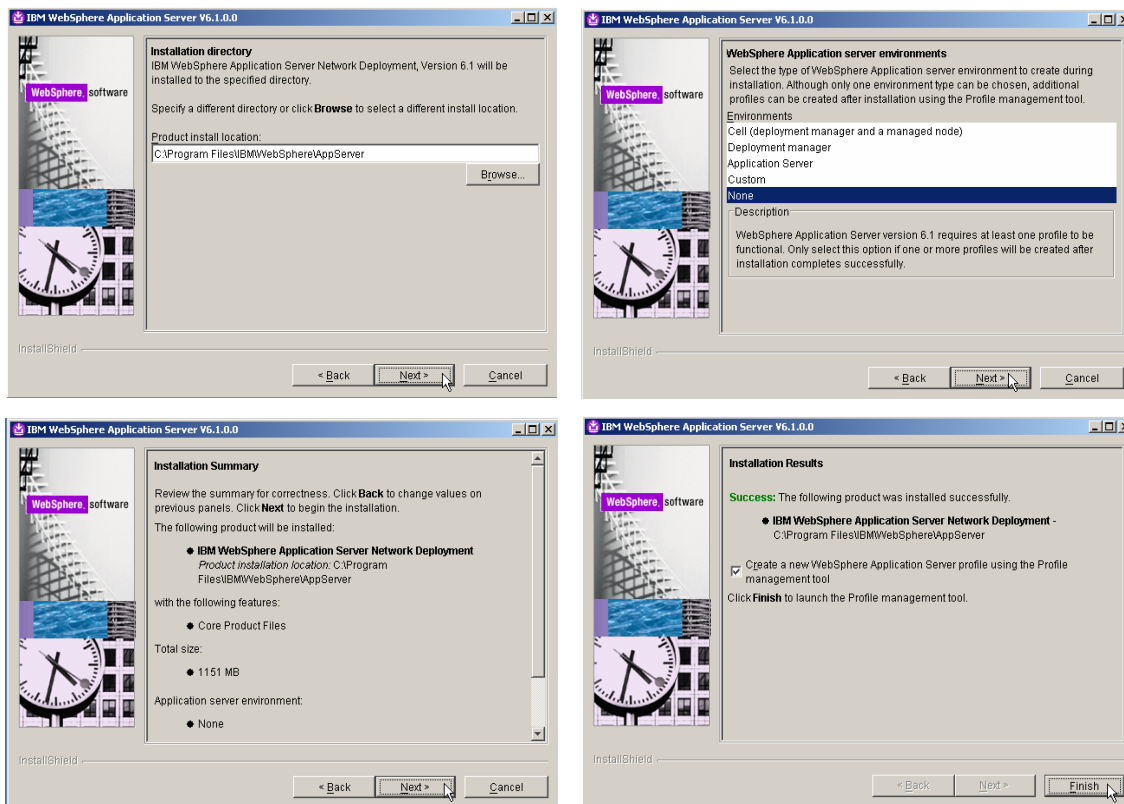 IBM WebSphere Application Server V6.1.0.0
WebSphere. software
Installation directory
IBM WebSphere Application Server Network Deployment, Version 6.1 will be
installed to the specified directory.
Specify a different directory or click Browse to select a different install location.
Product install location:
C:\Program Files\IBM\WebSphere\AppServer
Browse...
InstallShield
< Back
Next >
Cancel
IBM WebSphere Application Server V6.1.0.0
WebSphere. software
WebSphere Application server environments
Select the type of WebSphere Application server environment to create during
installation. Although only one environment type can be chosen, additional
profiles can be created after installation using the Profile management tool.
Environments
Cell (deployment manager and a managed node)
Deployment manager
Application Server
Custom
None
Description
WebSphere Application Server version 6.1 requires at least one profile to be
functional. Only select this option if one or more profiles will be created after
installation completes successfully.
InstallShield
< Back
Next >
Cancel
IBM WebSphere Application Server V6.1.0.0
WebSphere. software
Installation Summary
Review the summary for correctness. Click Back to change values on
previous panels. Click Next to begin the installation.
The following product will be installed:
IBM WebSphere Application Server Network Deployment
Product installation location: C:\Program
Files\IBM\WebSphere\AppServer
with the following features:
Core Product Files
Total size:
1151 MB
Application server environment:
None
InstallShield
< Back
Next >
Cancel
IBM WebSphere Application Server V6.1.0.0
WebSphere. software
Installation Results
Success: The following product was installed successfully.
IBM WebSphere Application Server Network Deployment -
C:\Program Files\IBM\WebSphere\AppServer
Create a new WebSphere Application Server profile using the Profile
management tool
Click Finish to launch the Profile management tool.
InstallShield
< Back
Next >
Finish